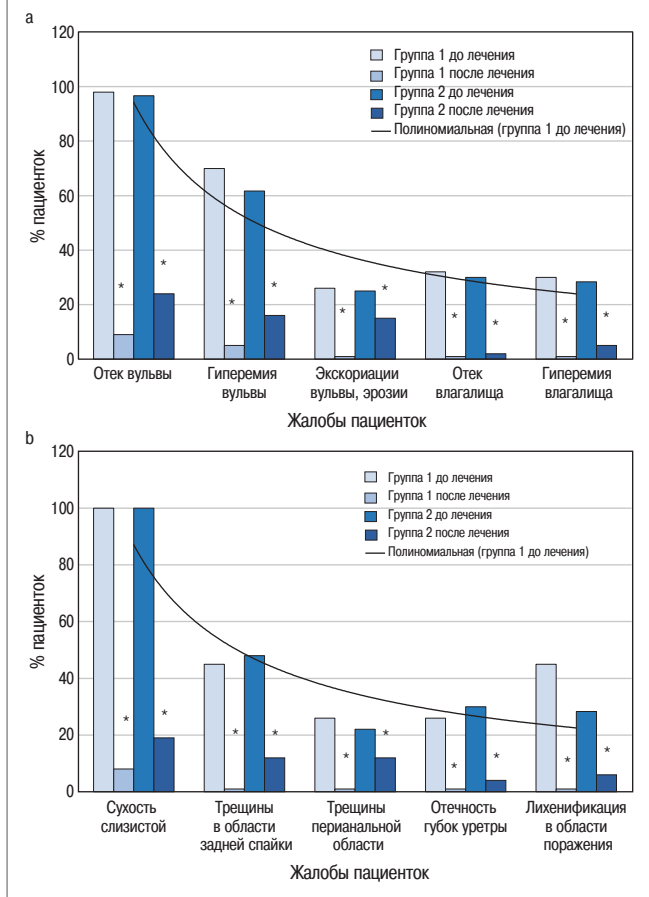 a
120
100
80
60
40
20
0
% пациенток
Группа 1 до лечения
Группа 1 после лечения
Группа 2 до лечения
Группа 2 после лечения
Полиномиальная (группа 1 до лечения)
* * * * * * * * * *
Отек вульвы
Гиперемия
вульвы
Экскориации
вульвы, эрозии
Отек
влагалища
Гиперемия
влагалища
Жалобы пациенток
b
120
100
80
60
40
20
0
% пациенток
Группа 1 до лечения
Группа 1 после лечения
Группа 2 до лечения
Группа 2 после лечения
Полиномиальная (группа 1 до лечения)
* * * * * * * * * *
Сухость
слизистой
Трещины
в области
задней спайки
Трещины
перианальной
области
Отечность
губок уретры
Лихенификация
в области
поражения
Жалобы пациенток